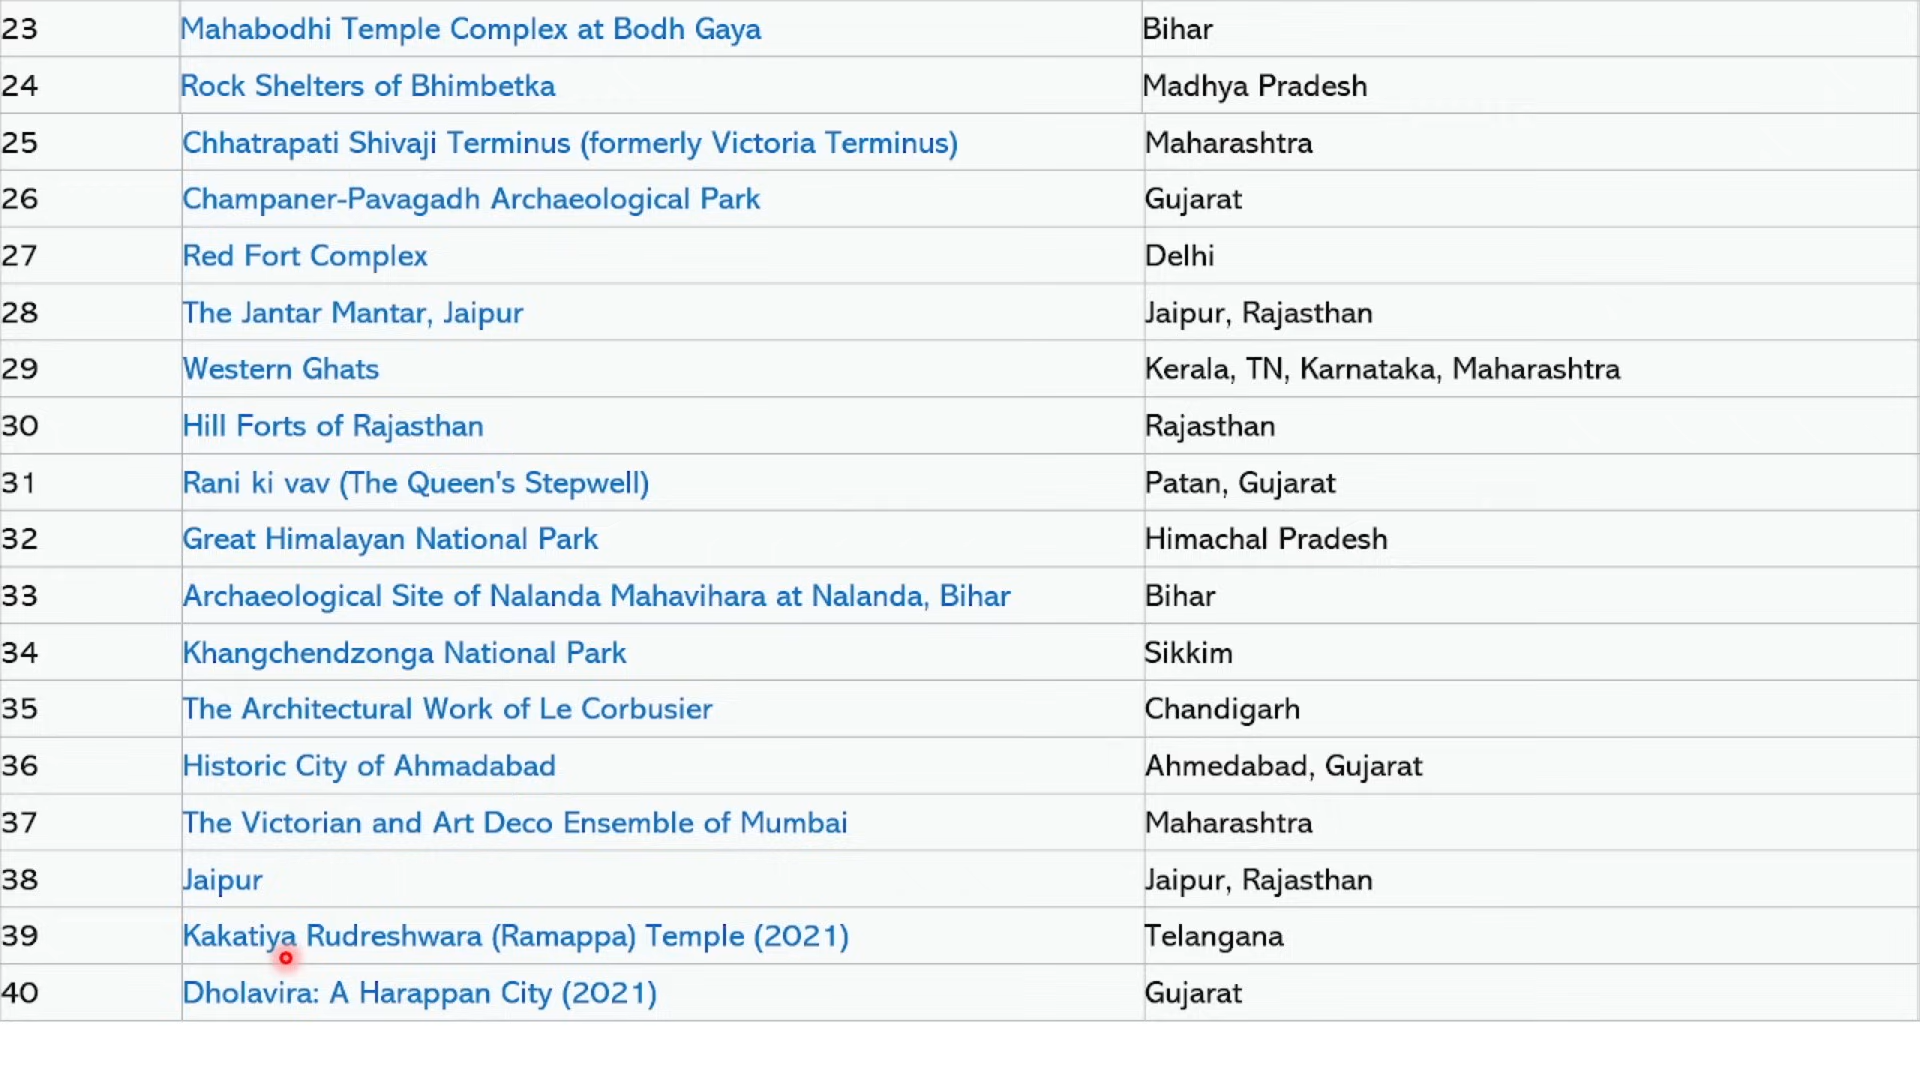 23 Mahabodhi Temple Complex at Bodh Gaya Bihar
24 Rock Shelters of Bhimbetka Madhya Pradesh
25 Chhatrapati Shivaji Terminus (formerly Victoria Terminus) Maharashtra
26 Champaner-Pavagadh Archaeological Park Gujarat
27 Red Fort Complex Delhi
28 The Jantar Mantar, Jaipur Jaipur, Rajasthan
29 Western Ghats Kerala, TN, Karnataka, Maharashtra
30 Hill Forts of Rajasthan Rajasthan
31 Rani ki vav (The Queen's Stepwell) Patan, Gujarat
32 Great Himalayan National Park Himachal Pradesh
33 Archaeological Site of Nalanda Mahavihara at Nalanda, Bihar Bihar
34 Khangchendzonga National Park Sikkim
35 The Architectural Work of Le Corbusier Chandigarh
36 Historic City of Ahmadabad Ahmedabad, Gujarat
37 The Victorian and Art Deco Ensemble of Mumbai Maharashtra
38 Jaipur Jaipur, Rajasthan
39 Kakatiya Rudreshwara (Ramappa) Temple (2021) Telangana
40 Dholavira: A Harappan City (2021) Gujarat